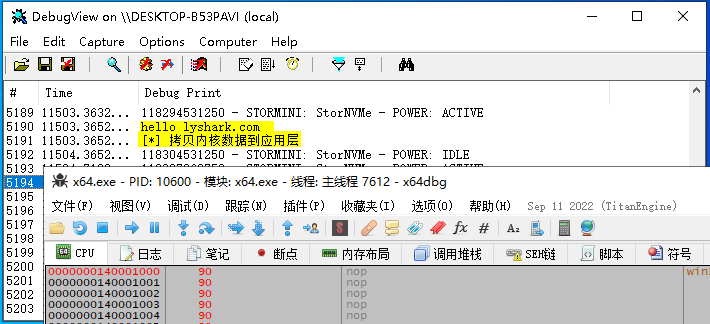 DebugView on \\DESKTOP-B53PAVI (local)
File Edit Capture Options Computer Help
# Time Debug Print
5189 11503.3632... 118294531250 - STORMINI: StorNVMe - POWER: ACTIVE
5190 11503.3652... hello lyshark.com
5191 11503.3652... [*] 拷贝内核数据到应用层
5192 11503.3652... 118304531250 - STORMINI: StorNVMe - POWER: IDLE
5193
5194
5195
5196
5197
5198
5199
5200
5201
5202
5203
x64.exe - PID: 10600 - 模块: x64.exe - 线程: 主线程 7612 - x64dbg
文件(F) 视图(V) 调试(D) 跟踪(N) 插件(P) 收藏夹(I) 选项(O) 帮助(H) Sep 11 2022 (TitanEngine)
CPU 日志 笔记 断点 内存布局 调用堆栈 SEH链 脚本 符号
0000000140001000 90 nop
0000000140001001 90 nop
0000000140001002 90 nop
0000000140001003 90 nop
0000000140001004 90 nop